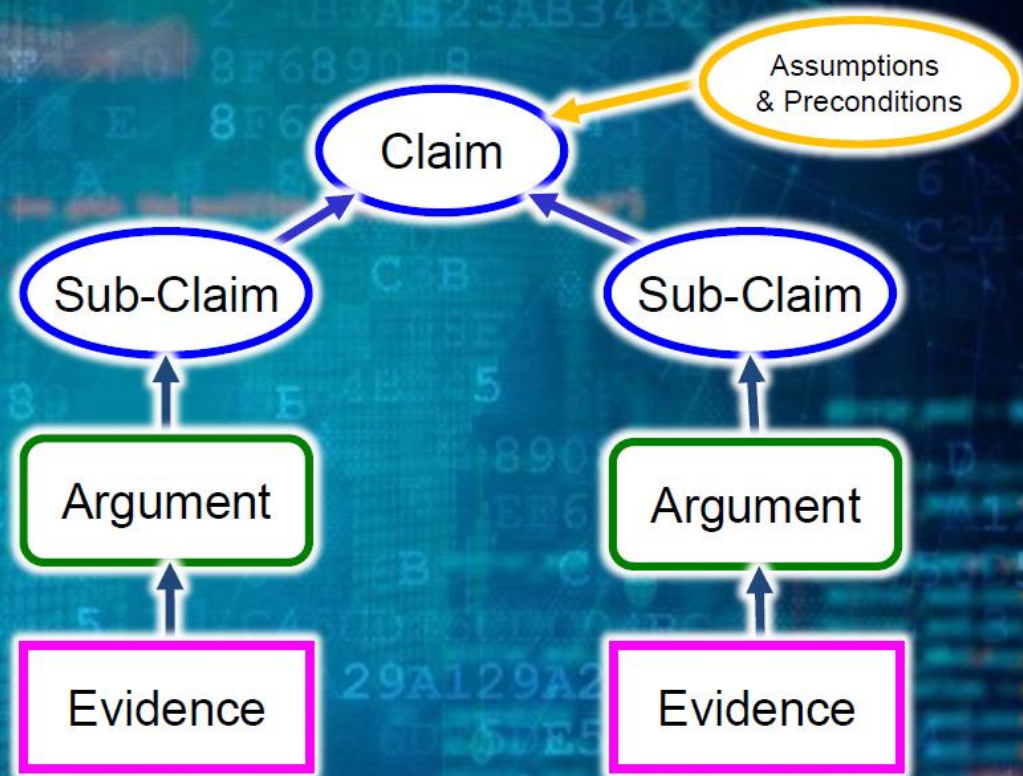 Assumptions
& Preconditions
Claim
Sub-Claim
Sub-Claim
Argument
Argument
Evidence
Evidence